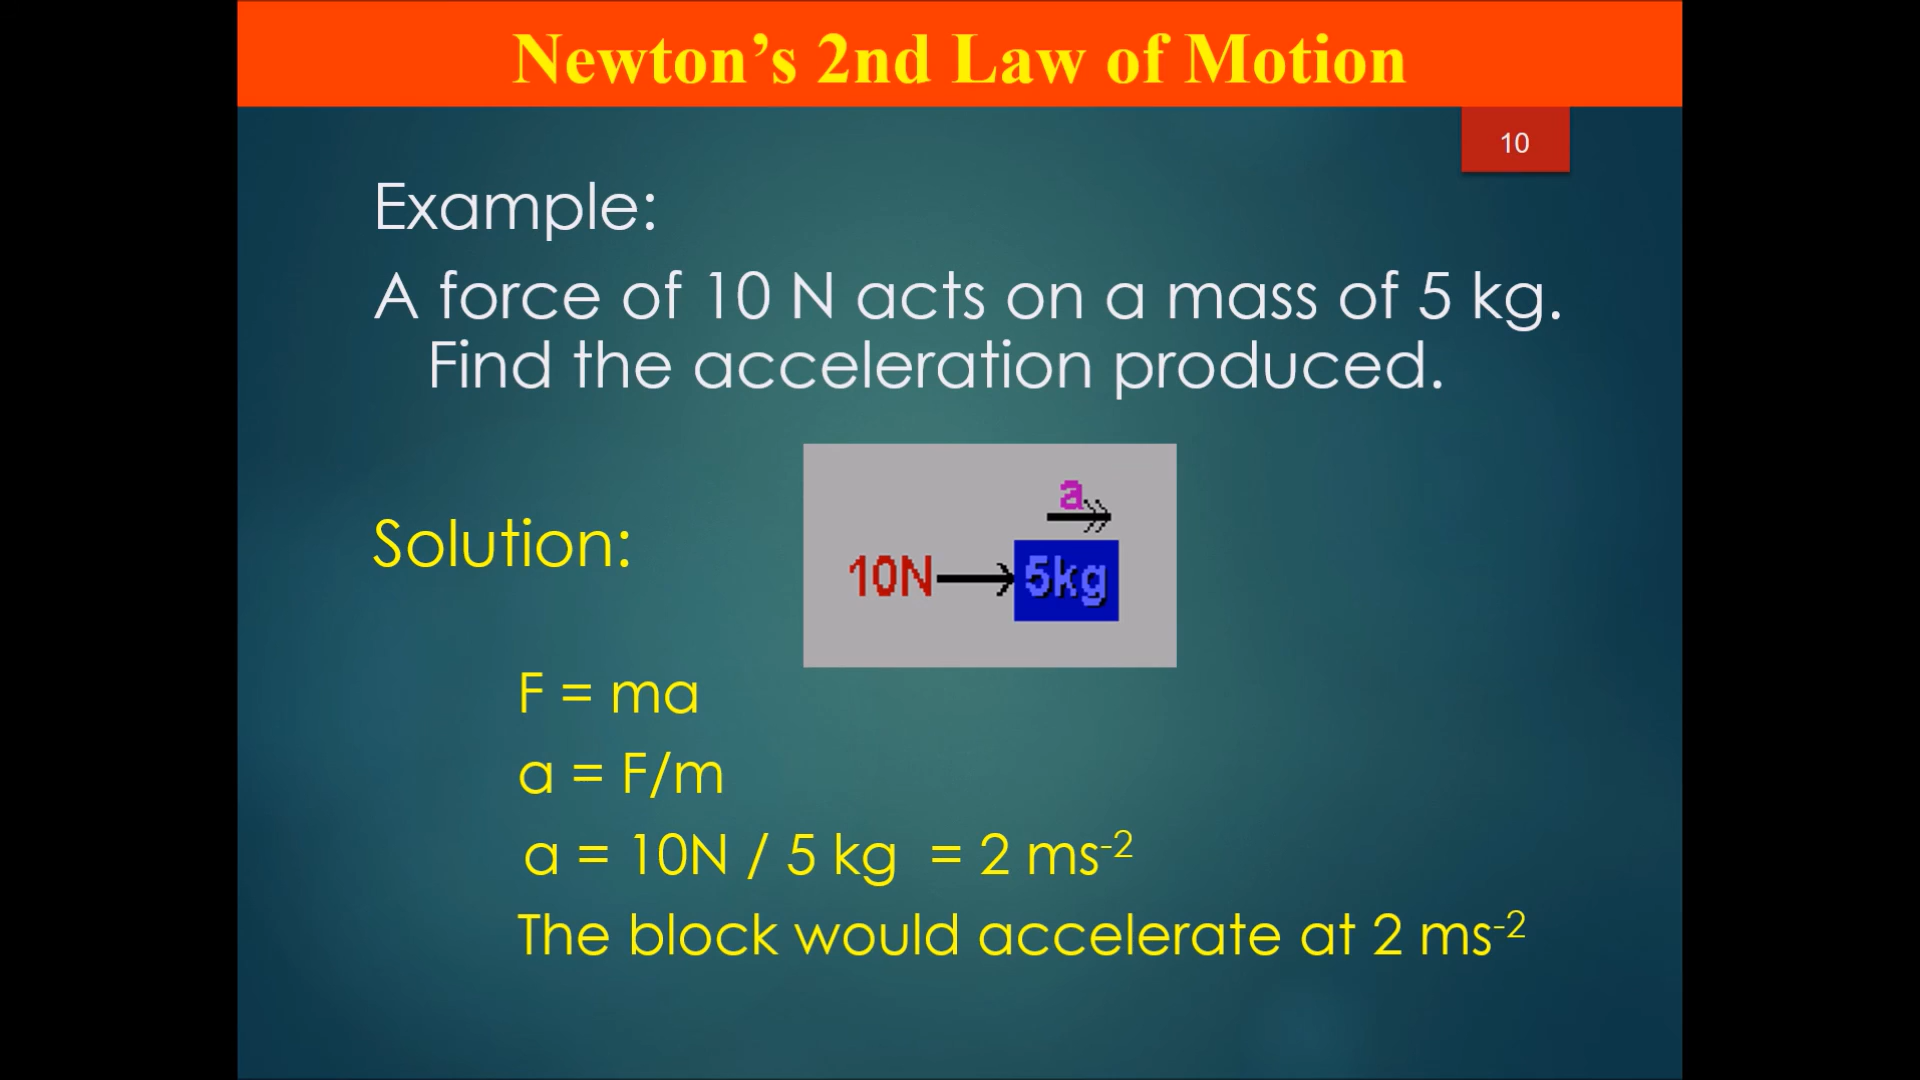 Newton’s 2nd Law of Motion
10
Example:
A force of 10 N acts on a mass of 5 kg.
Find the acceleration produced.
a
10N
5kg
Solution:
F = ma
a = F/m
a = 10N / 5 kg = 2 ms⁻²
The block would accelerate at 2 ms⁻²